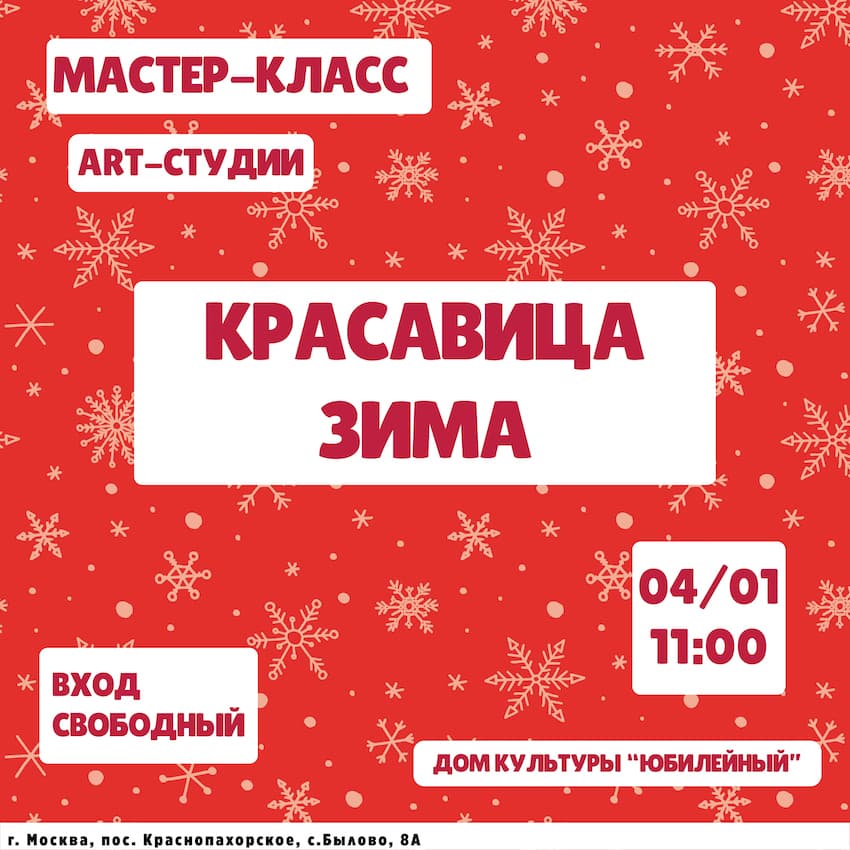 МАСТЕР-КЛАСС
ART-СТУДИИ
КРАСАВИЦА
ЗИМА
04/01
11:00
ВХОД
СВОБОДНЫЙ
ДОМ КУЛЬТУРЫ “ЮБИЛЕЙНЫЙ”
г. Москва, пос. Краснопахорское, с.Былово, 8А